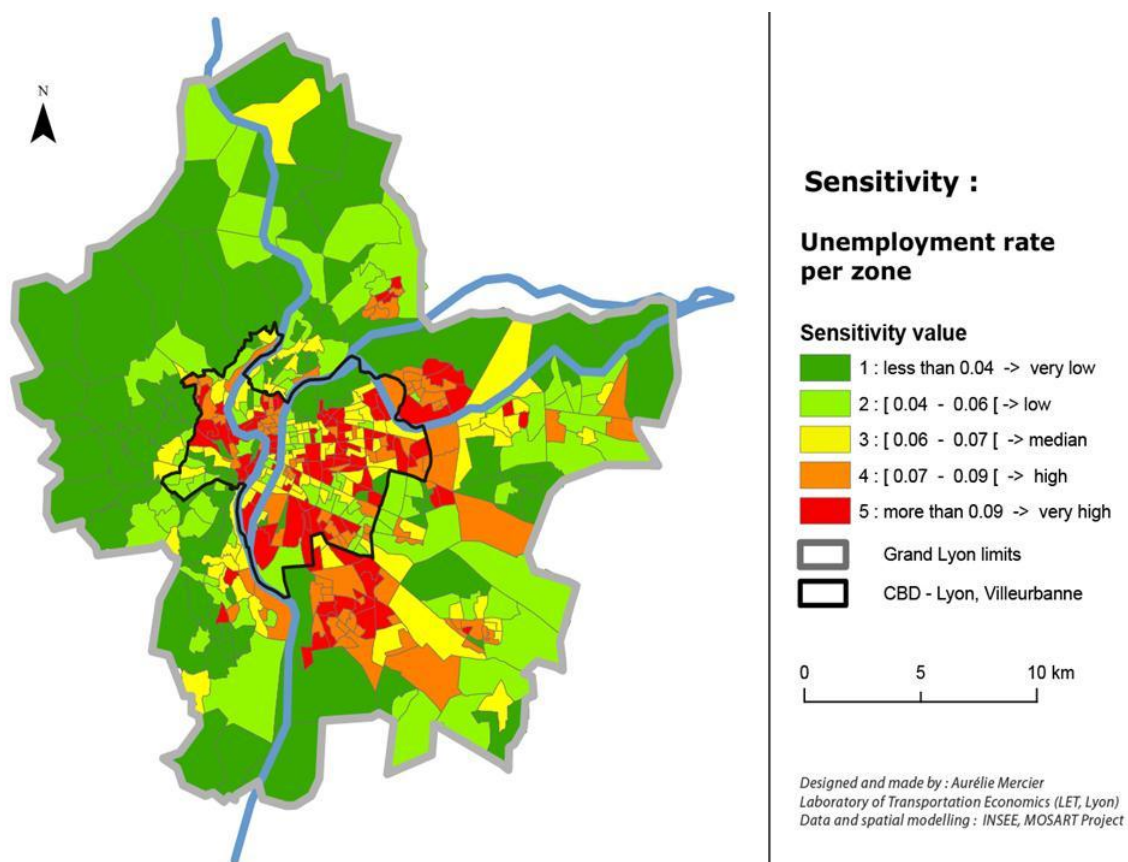 N
Sensitivity :
Unemployment rate
per zone
Sensitivity value
1 : less than 0.04 -> very low
2 : [ 0.04 - 0.06 [ -> low
3 : [ 0.06 - 0.07 [ -> median
4 : [ 0.07 - 0.09 [ -> high
5 : more than 0.09 -> very high
Grand Lyon limits
CBD - Lyon, Villeurbanne
0 5 10 km
Designed and made by : Aurélie Mercier
Laboratory of Transportation Economics (LET, Lyon)
Data and spatial modelling : INSEE, MOSART Project